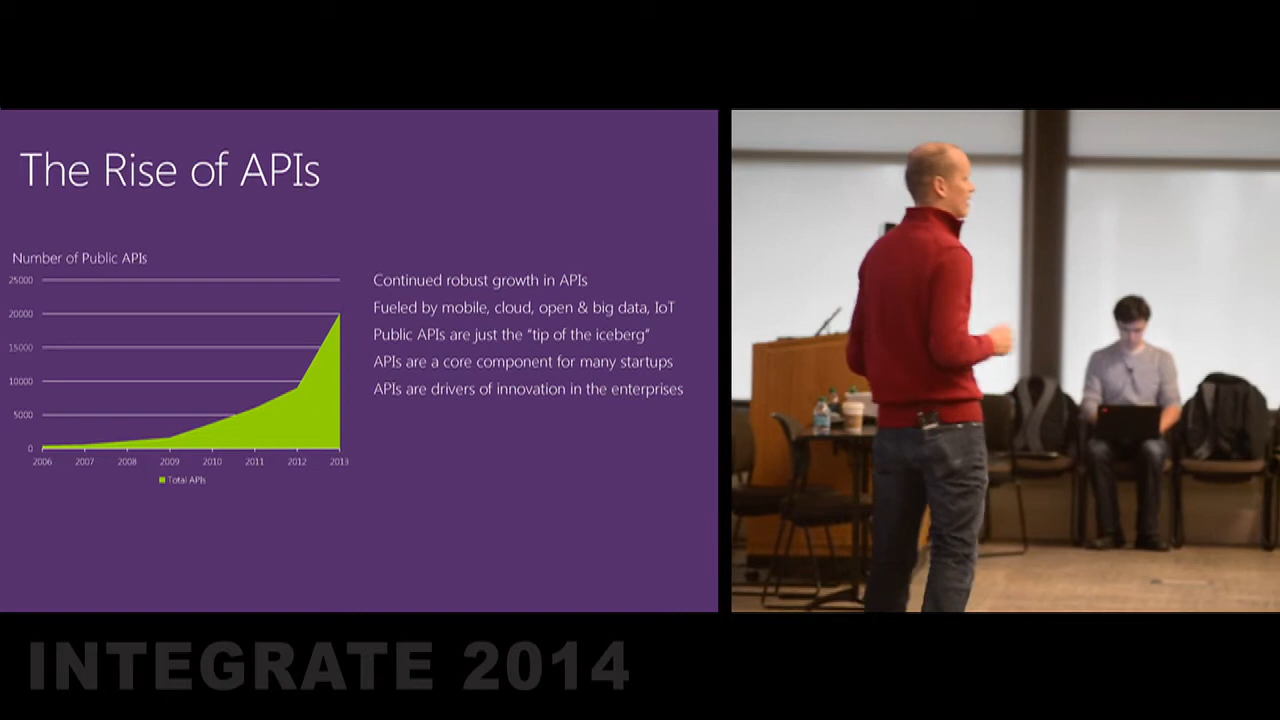 The Rise of APIs
Number of Public APIs
25000
20000
15000
10000
5000
0
2006 2007 2008 2009 2010 2011 2012 2013
Total APIs
Continued robust growth in APIs
Fueled by mobile, cloud, open & big data, IoT
Public APIs are just the “tip of the iceberg”
APIs are a core component for many startups
APIs are drivers of innovation in the enterprises
INTEGRATE 2014